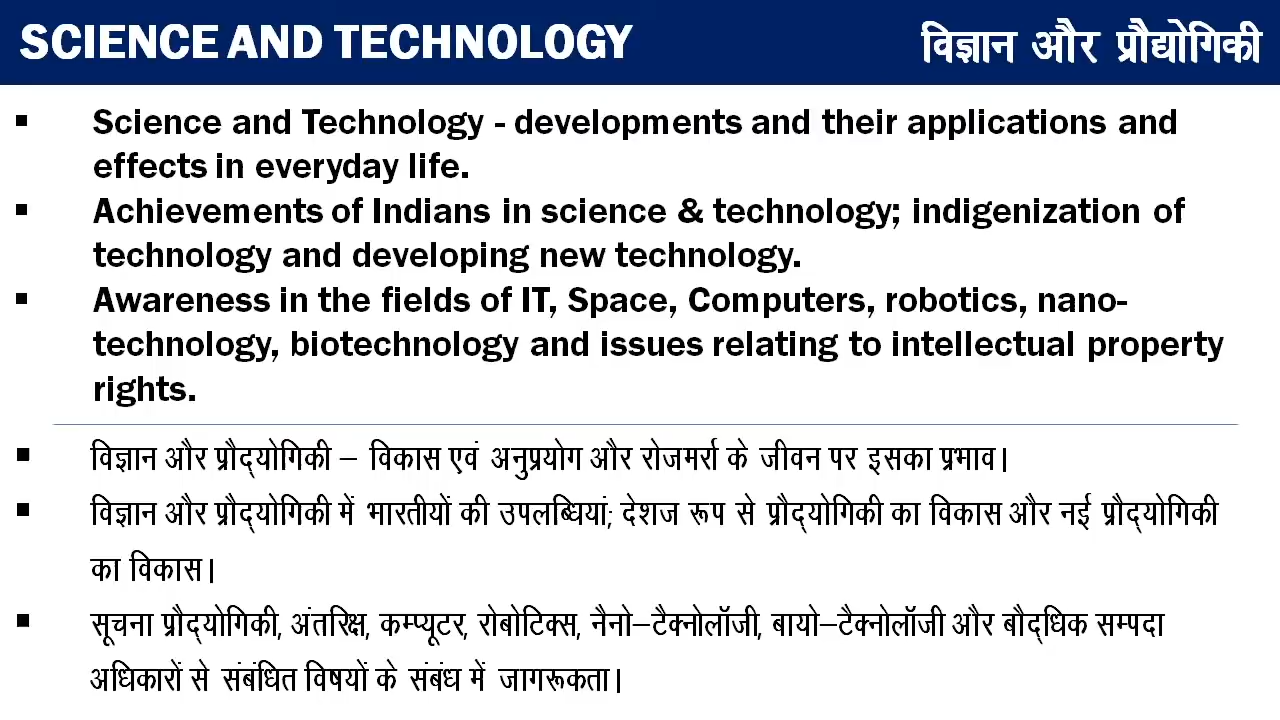 SCIENCE AND TECHNOLOGY
विज्ञान और प्रौद्योगिकी
▪ Science and Technology - developments and their applications and
effects in everyday life.
▪ Achievements of Indians in science & technology; indigenization of
technology and developing new technology.
▪ Awareness in the fields of IT, Space, Computers, robotics, nano-
technology, biotechnology and issues relating to intellectual property
rights.
▪ विज्ञान और प्रौद्योगिकी – विकास एवं अनुप्रयोग और रोजमर्रा के जीवन पर इसका प्रभाव।
▪ विज्ञान और प्रौद्योगिकी में भारतीयों की उपलब्धियां; देशज रूप से प्रौद्योगिकी का विकास और नई प्रौद्योगिकी
का विकास।
▪ सूचना प्रौद्योगिकी, अंतरिक्ष, कम्प्यूटर, रोबोटिक्स, नैनो–टैक्नोलॉजी, बायो–टैक्नोलॉजी और बौद्धिक सम्पदा
अधिकारों से संबंधित विषयों के संबंध में जागरूकता।